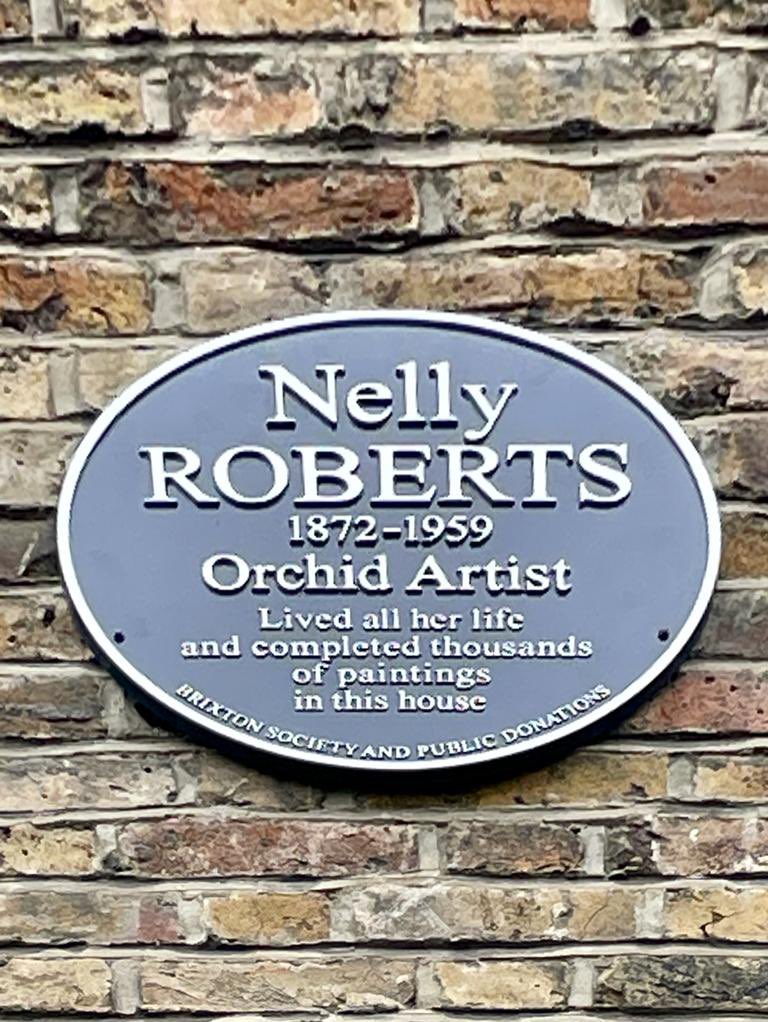 Nelly
ROBERTS
1872-1959
Orchid Artist
Lived all her life
and completed thousands
of paintings
in this house
BRIXTON SOCIETY AND PUBLIC DONATIONS